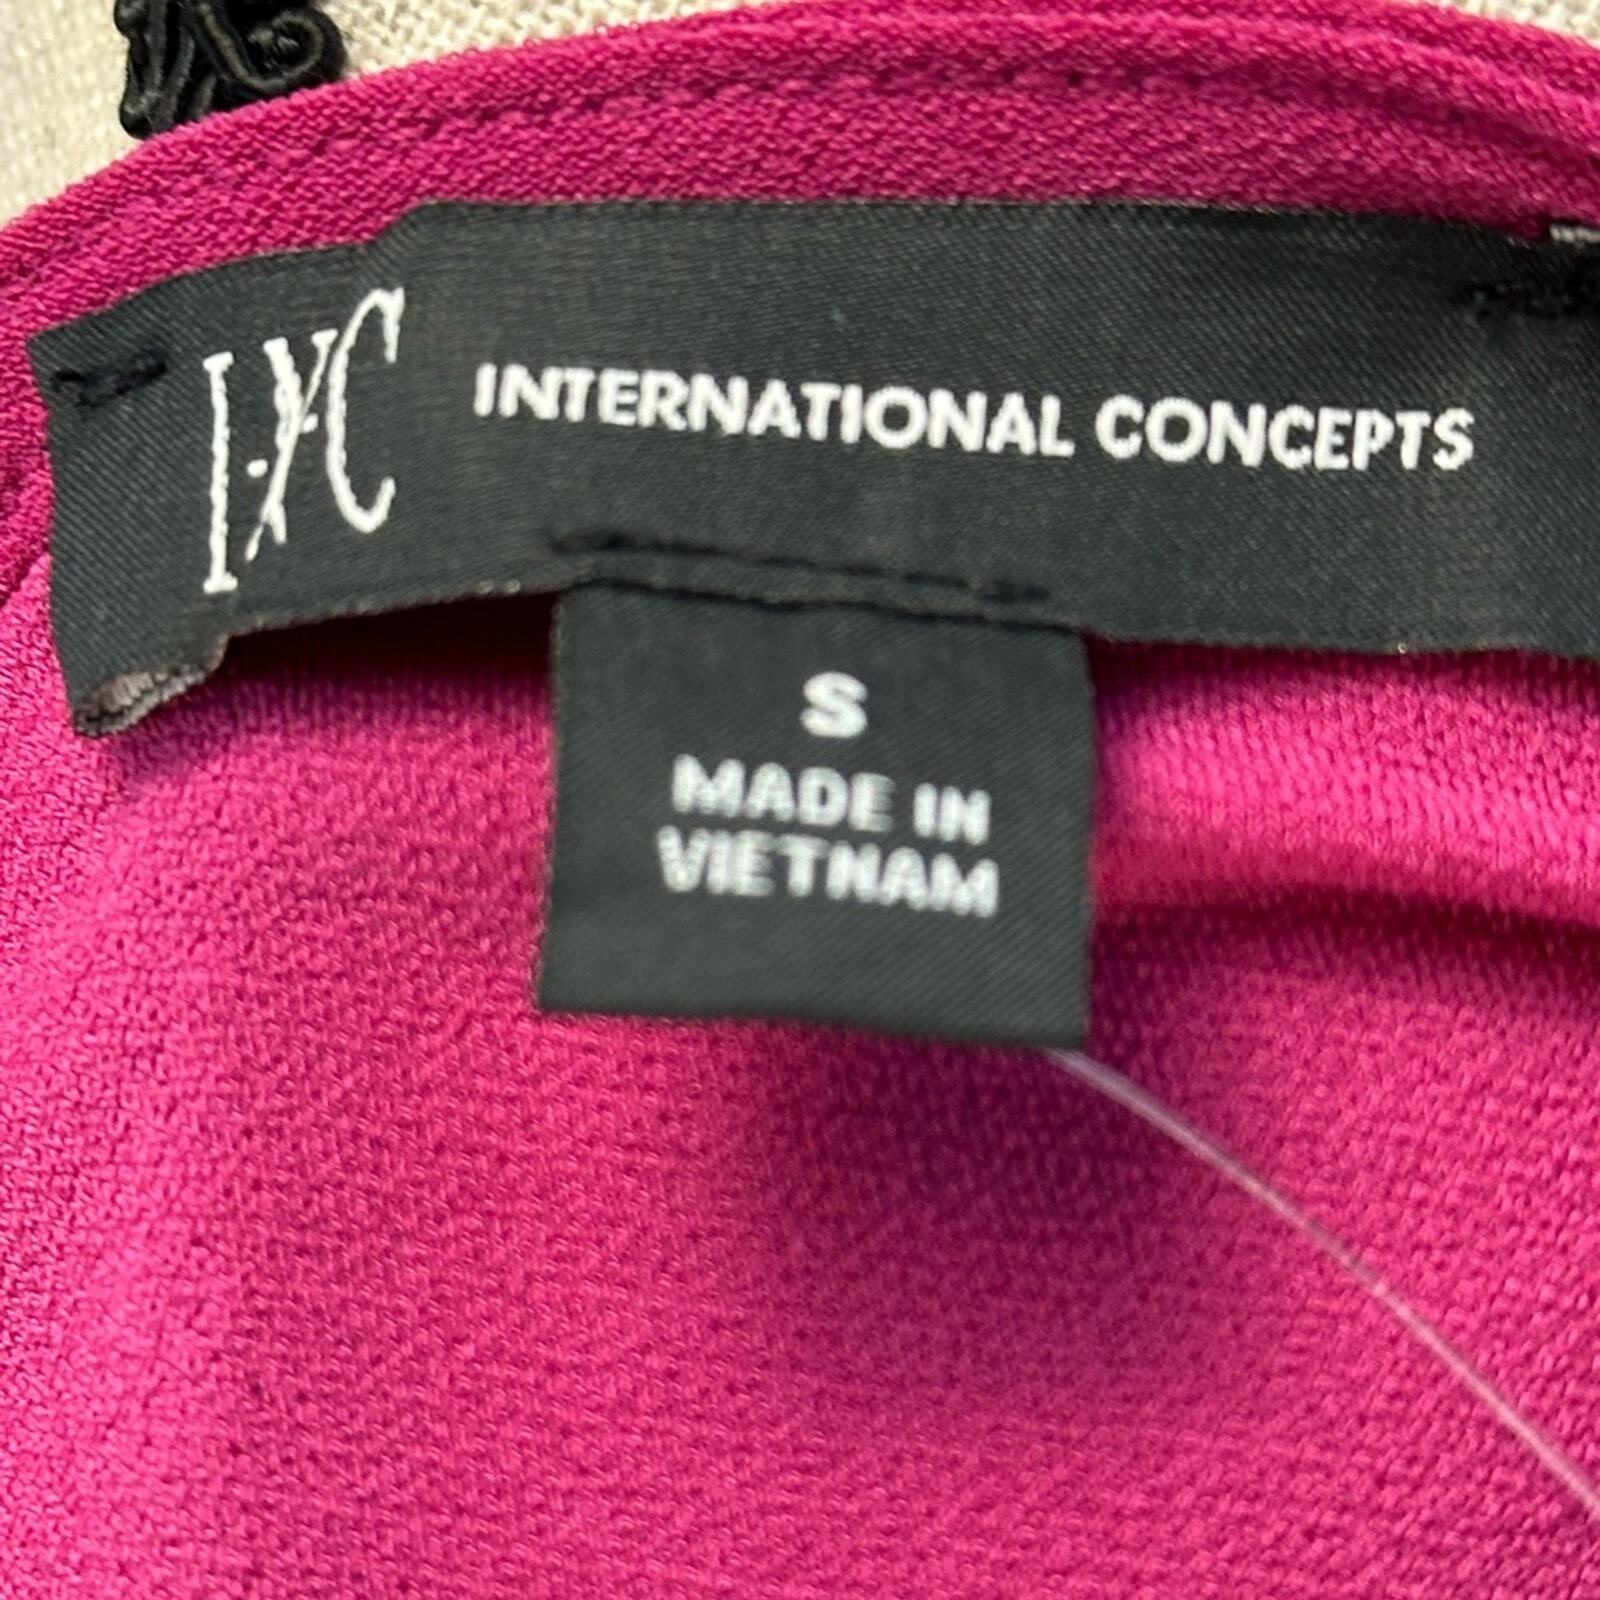 I.N.C
INTERNATIONAL CONCEPTS
S
MADE IN
VIETNAM